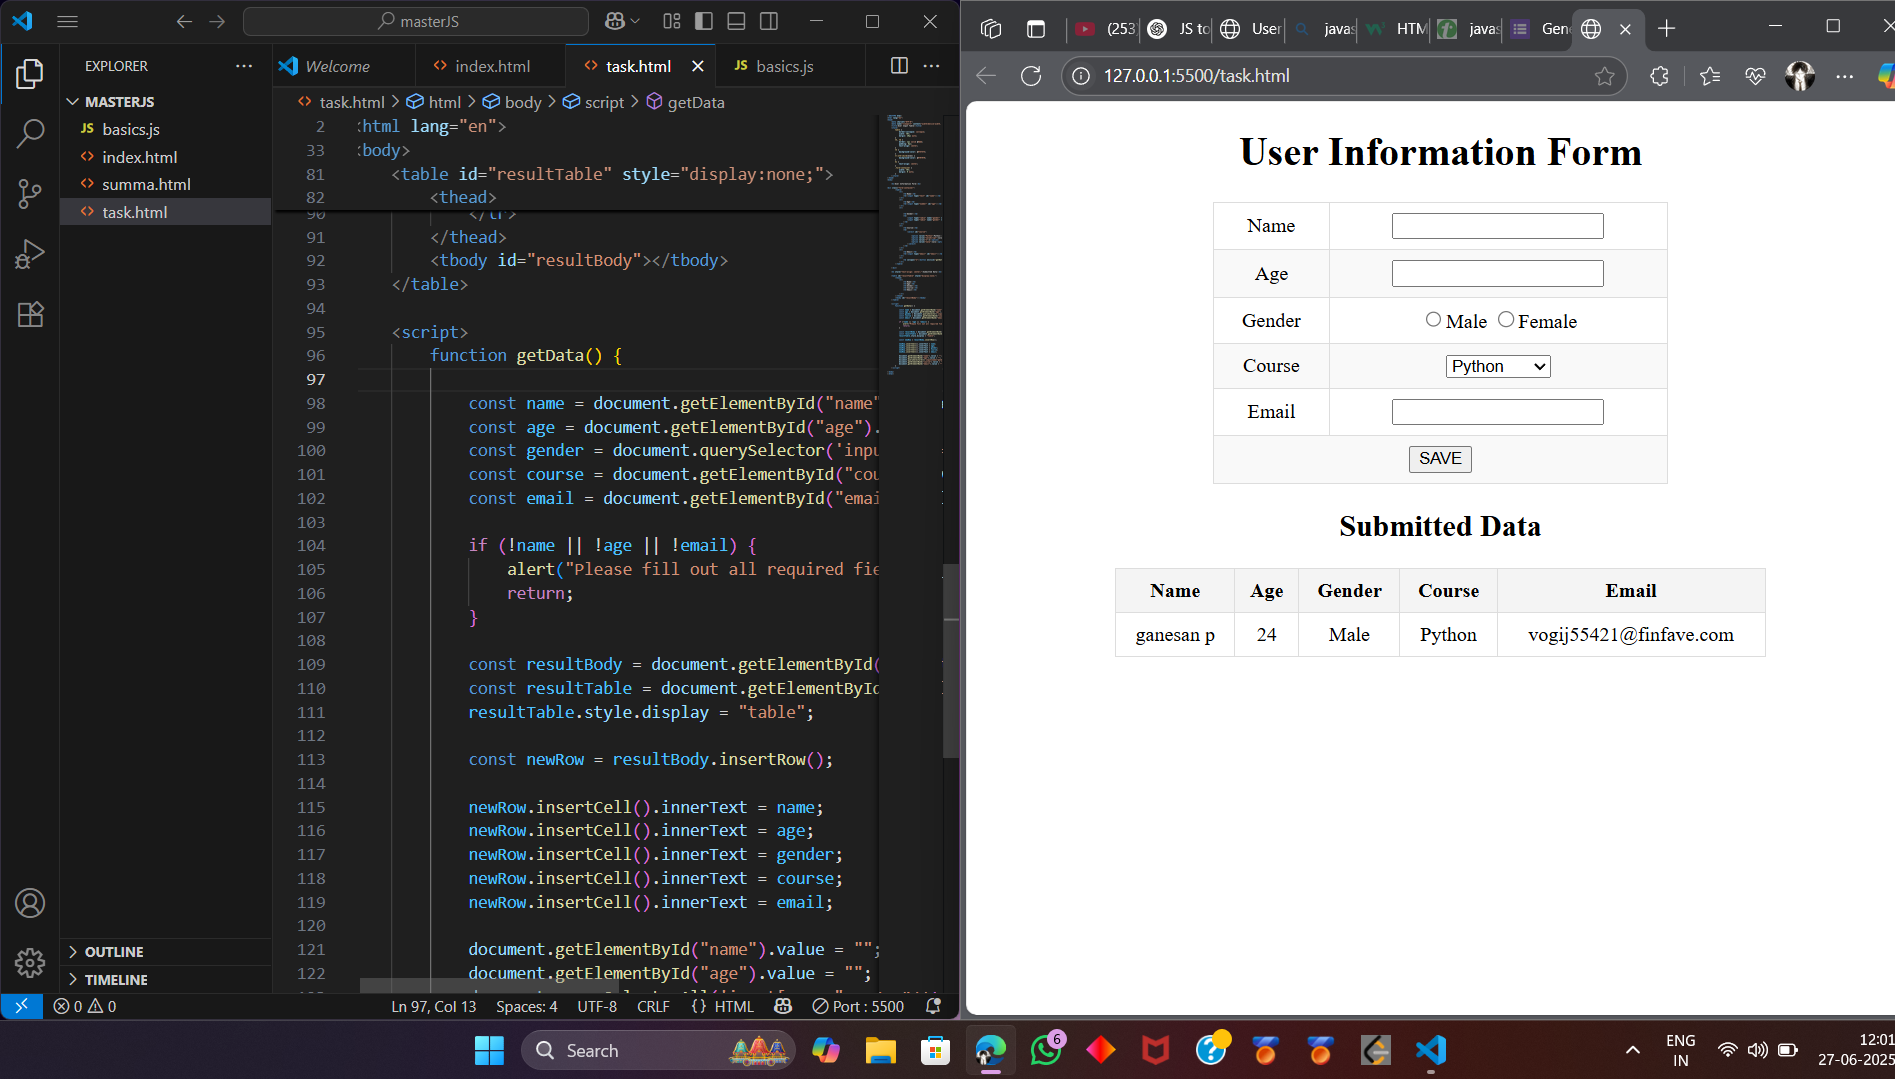 masterJS
EXPLORER
MASTERJS
JS basics.js
index.html
summa.html
task.html
OUTLINE
TIMELINE
Welcome
index.html
task.html
JS basics.js
task.html > html > body > script > getData
2 <html lang="en">
33 <body>
81 <table id="resultTable" style="display:none;">
82 <thead>
90 </tr>
91 </thead>
92 <tbody id="resultBody"></tbody>
93 </table>
94
95 <script>
96 function getData() {
97
98 const name = document.getElementById("name"
99 const age = document.getElementById("age").
100 const gender = document.querySelector('inpu
101 const course = document.getElementById("cou
102 const email = document.getElementById("emai
103
104 if (!name || !age || !email) {
105 alert("Please fill out all required fie
106 return;
107 }
108
109 const resultBody = document.getElementById(
110 const resultTable = document.getElementById
111 resultTable.style.display = "table";
112
113 const newRow = resultBody.insertRow();
114
115 newRow.insertCell().innerText = name;
116 newRow.insertCell().innerText = age;
117 newRow.insertCell().innerText = gender;
118 newRow.insertCell().innerText = course;
119 newRow.insertCell().innerText = email;
120
121 document.getElementById("name").value = "";
122 document.getElementById("age").value = "";
0 0 Ln 97, Col 13 Spaces: 4 UTF-8 CRLF {} HTML Port : 5500
(253) JS to User javas HTM javas Gen
127.0.0.1:5500/task.html
User Information Form
Name
Age
Gender Male Female
Course Python
Email
SAVE
Submitted Data
Name Age Gender Course Email
ganesan p 24 Male Python vogij55421@finfave.com
Search
6
ENG
IN
12:01
27-06-2025